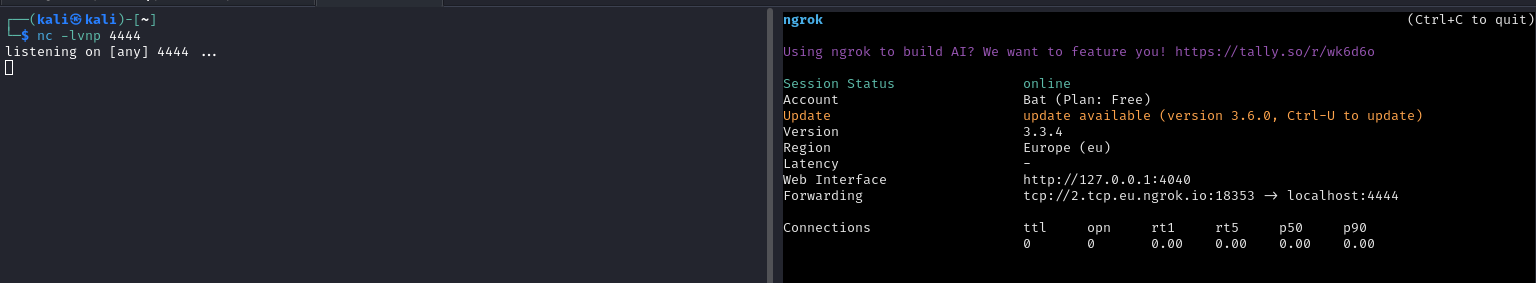 ┌──(kali㉿kali)-[~]
└─$ nc -lvnp 4444
listening on [any] 4444 ...
ngrok (Ctrl+C to quit)
Using ngrok to build AI? We want to feature you! https://tally.so/r/wk6d6o
Session Status online
Account Bat (Plan: Free)
Update update available (version 3.6.0, Ctrl-U to update)
Version 3.3.4
Region Europe (eu)
Latency -
Web Interface http://127.0.0.1:4040
Forwarding tcp://2.tcp.eu.ngrok.io:18353 -> localhost:4444
Connections ttl opn rt1 rt5 p50 p90
0 0 0.00 0.00 0.00 0.00